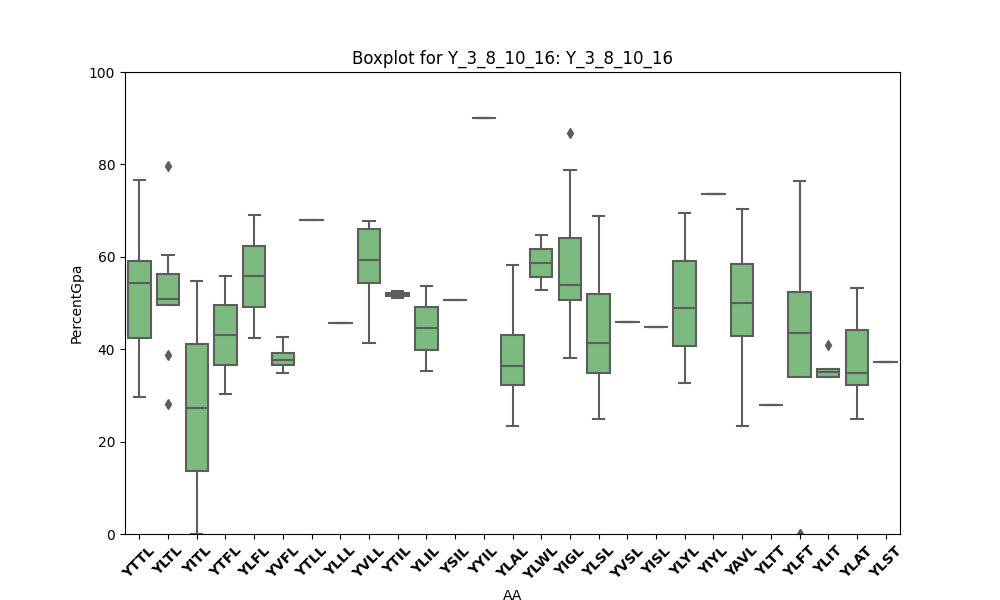 Boxplot for Y_3_8_10_16: Y_3_8_10_16
100
80
60
40
20
0
PercentGpa
YTTL YLTL YITL YTFL YLFL YVFL YTLL YLLL YVLL YTIL YLIL YSIL YYIL YLAL YLWL YIGL YLSL YVSL YISL YLYL YIYL YAVL YLTT YLFT YLIT YLAT YLST
AA